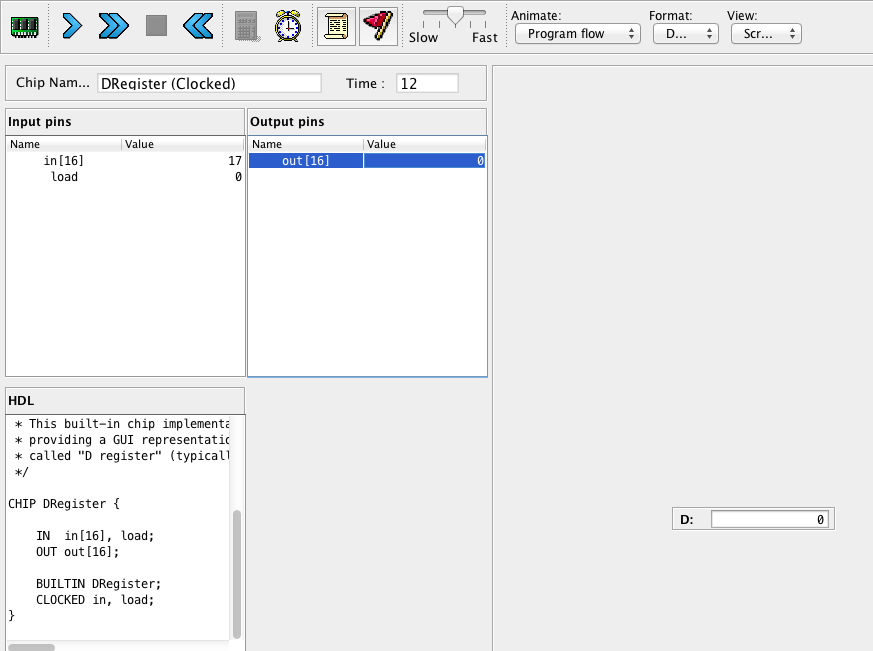 Slow Fast
Animate:
Program flow
Format:
D...
View:
Scr...
Chip Nam... DRegister (Clocked) Time : 12
Input pins
Name Value
in[16] 17
load 0
Output pins
Name Value
out[16] 0
HDL
* This built-in chip implementa
* providing a GUI representatio
* called "D register" (typicall
*/
CHIP DRegister {
IN  in[16], load;
OUT out[16];
BUILTIN DRegister;
CLOCKED in, load;
}
D: 0